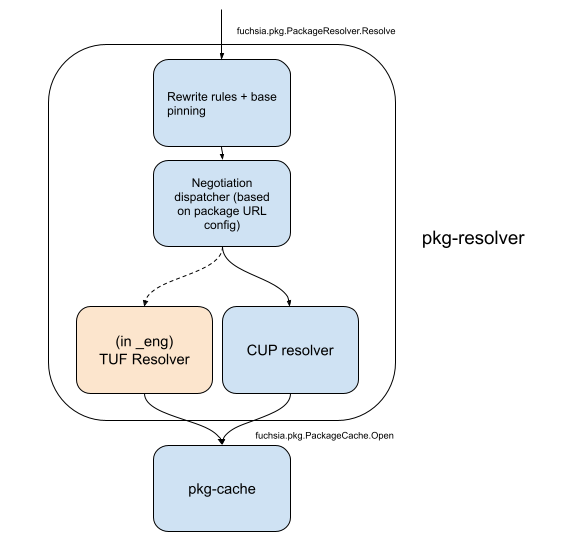 fuchsia.pkg.PackageResolver.Resolve
Rewrite rules + base
pinning
Negotiation
dispatcher (based
on package URL
config)
pkg-resolver
(in _eng)
TUF Resolver
CUP resolver
fuchsia.pkg.PackageCache.Open
pkg-cache